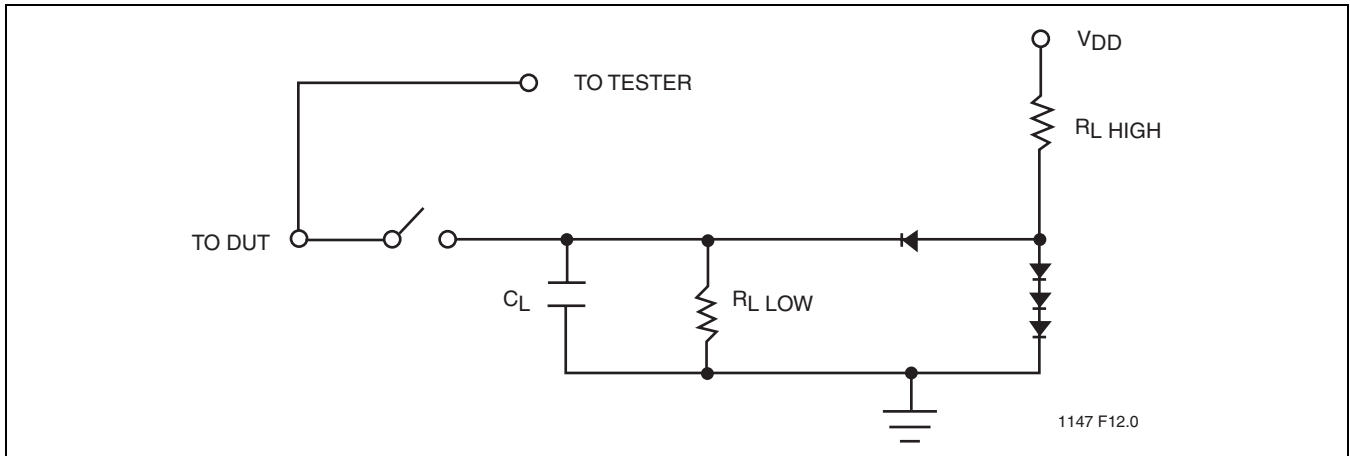 VDD
TO TESTER
RL HIGH
TO DUT
CL
RL LOW
1147 F12.0